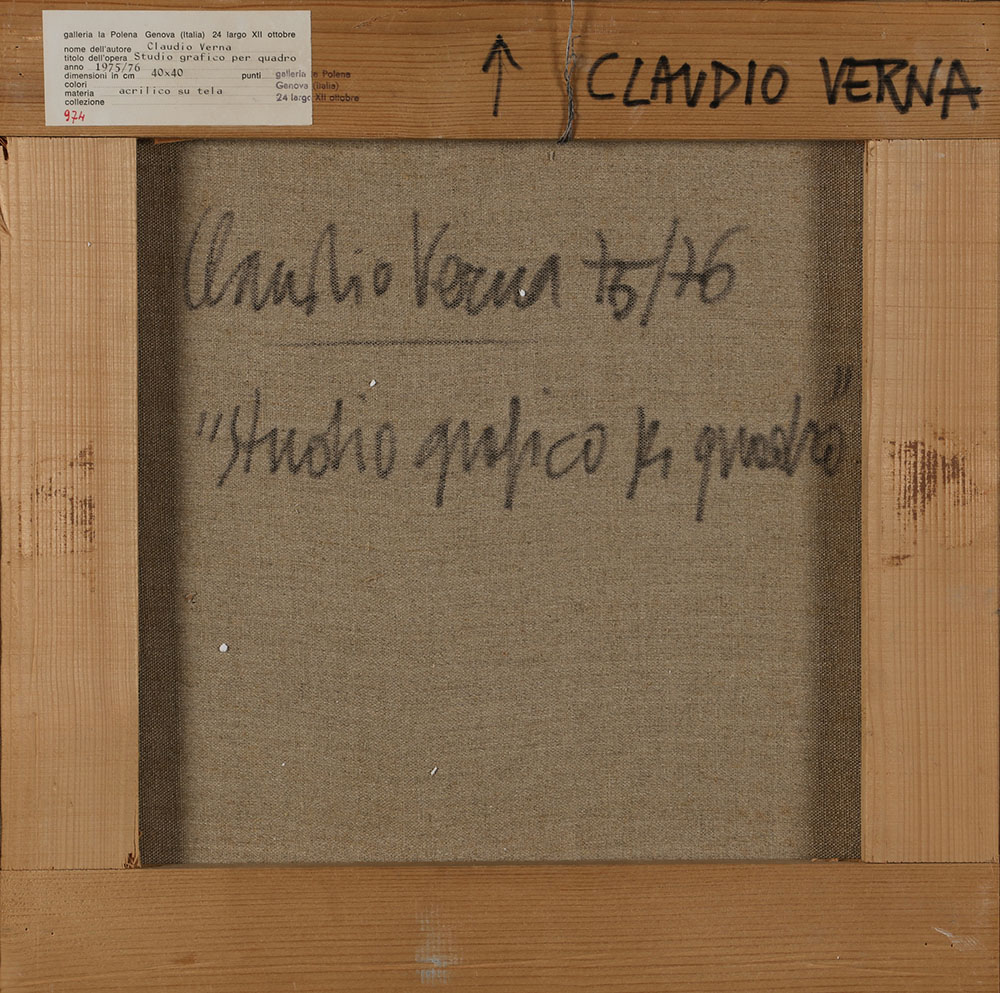 galleria la Polena Genova (Italia) 24 largo XII ottobre
nome dell'autore Claudio Verna
titolo dell'opera Studio grafico per quadro
anno 1975/76
dimensioni in cm 40x40 punti
colori
materia acrilico su tela
collezione
974
galleria la Polena
Genova (Italia)
24 largo XII ottobre
↑ CLAUDIO VERNA
Claudio Verna 75/76
"Studio grafico per quadro"